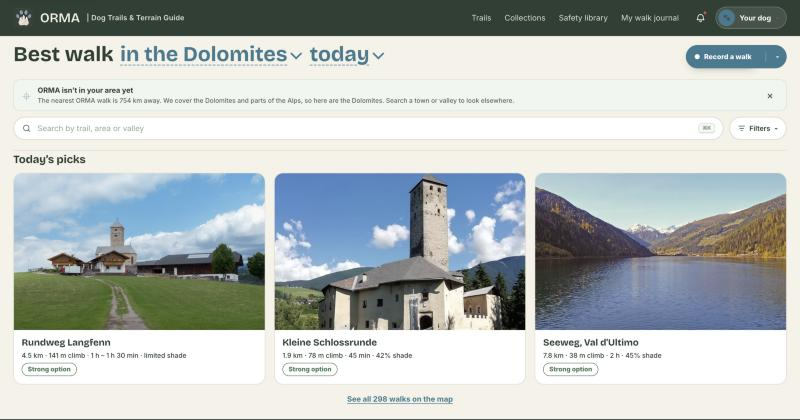 ORMA | Dog Trails & Terrain Guide
Trails Collections Safety library My walk journal Your dog
Best walk in the Dolomites today
Record a walk
ORMA isn't in your area yet
The nearest ORMA walk is 754 km away. We cover the Dolomites and parts of the Alps, so here are the Dolomites. Search a town or valley to look elsewhere.
Search by trail, area or valley
⌘K
Filters
Today's picks
Rundweg Langfenn
4.5 km · 141 m climb · 1 h – 1 h 30 min · limited shade
Strong option
Kleine Schlossrunde
1.9 km · 78 m climb · 45 min · 42% shade
Strong option
Seeweg, Val d'Ultimo
7.8 km · 38 m climb · 2 h · 45% shade
Strong option
See all 298 walks on the map